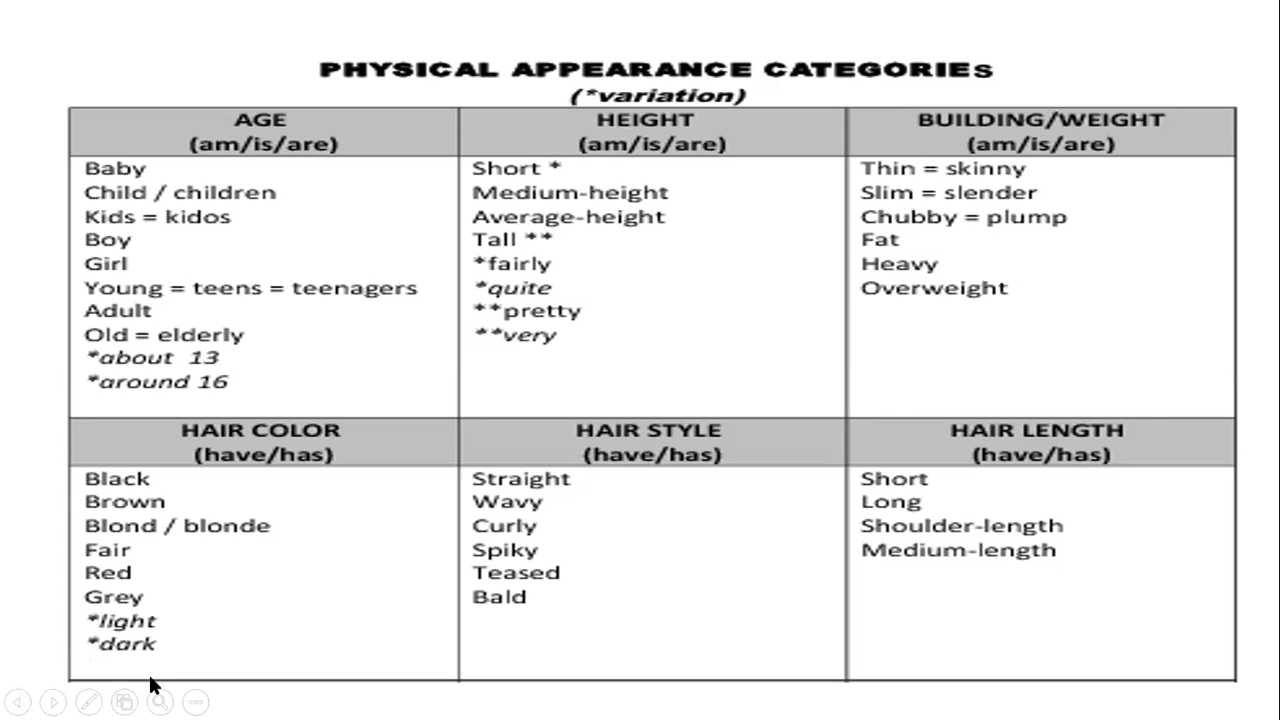 PHYSICAL APPEARANCE CATEGORIEs
(*variation)
AGE
(am/is/are)
Baby
Child / children
Kids = kidos
Boy
Girl
Young = teens = teenagers
Adult
Old = elderly
*about 13
*around 16
HEIGHT
(am/is/are)
Short *
Medium-height
Average-height
Tall **
*fairly
*quite
**pretty
**very
BUILDING/WEIGHT
(am/is/are)
Thin = skinny
Slim = slender
Chubby = plump
Fat
Heavy
Overweight
HAIR COLOR
(have/has)
Black
Brown
Blond / blonde
Fair
Red
Grey
*light
*dark
HAIR STYLE
(have/has)
Straight
Wavy
Curly
Spiky
Teased
Bald
HAIR LENGTH
(have/has)
Short
Long
Shoulder-length
Medium-length